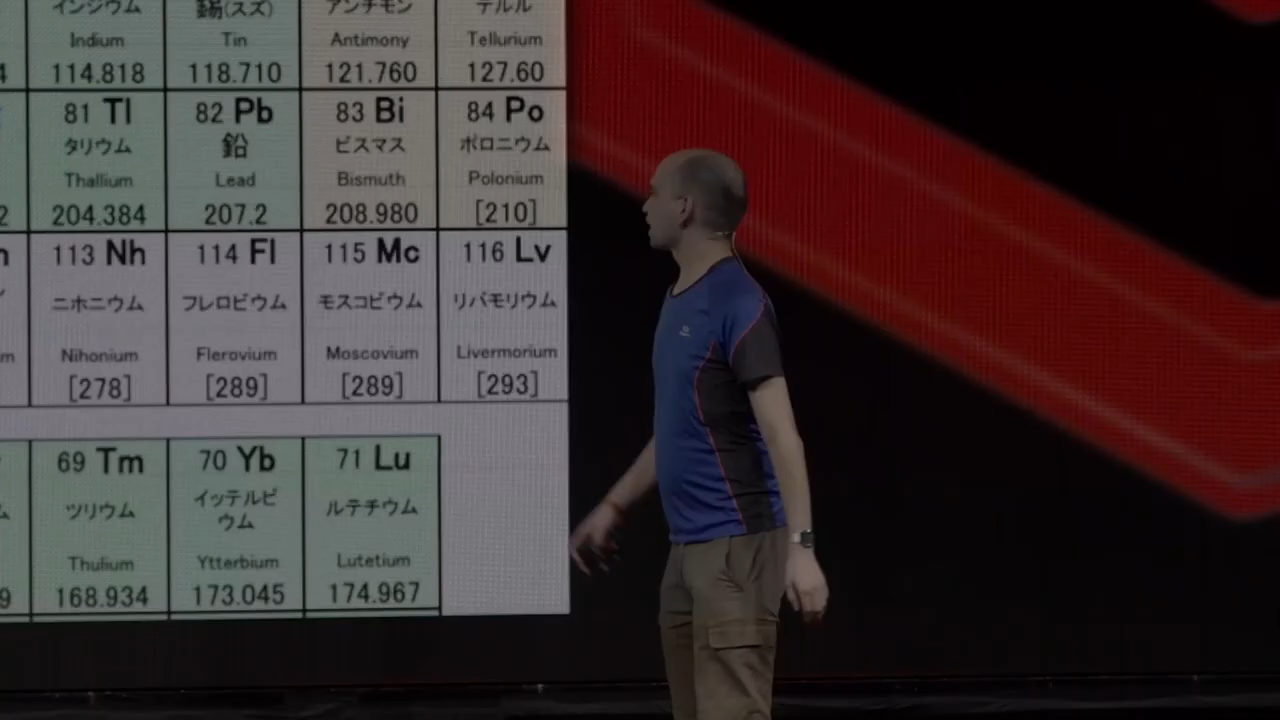 インジウム
Indium
114.818
錫(スズ)
Tin
118.710
アンチモン
Antimony
121.760
テルル
Tellurium
127.60
81 Tl
タリウム
Thallium
204.384
82 Pb
鉛
Lead
207.2
83 Bi
ビスマス
Bismuth
208.980
84 Po
ポロニウム
Polonium
[210]
113 Nh
ニホニウム
Nihonium
[278]
114 Fl
フレロビウム
Flerovium
[289]
115 Mc
モスコビウム
Moscovium
[289]
116 Lv
リバモリウム
Livermorium
[293]
69 Tm
ツリウム
Thulium
168.934
70 Yb
イッテルビ
ウム
Ytterbium
173.045
71 Lu
ルテチウム
Lutetium
174.967